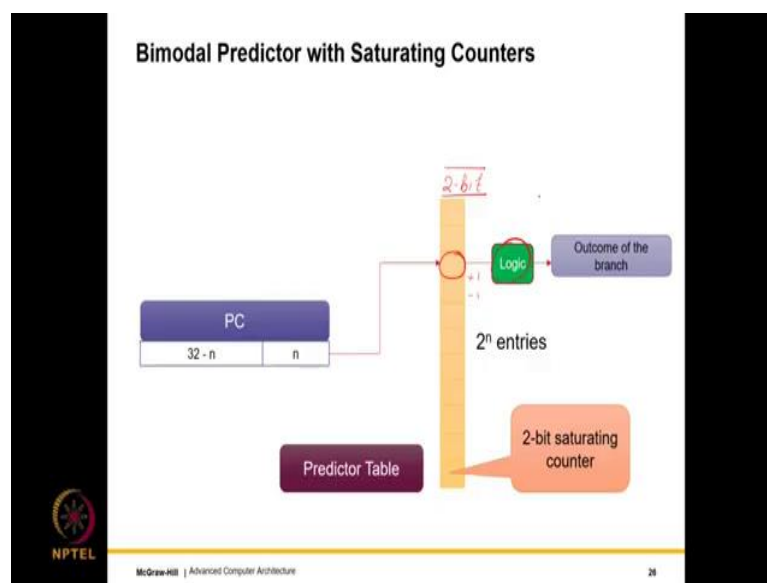 Bimodal Predictor with Saturating Counters
2-bit
Logic
Outcome of the
branch
+1
-1
PC
32 - n
n
2ⁿ entries
2-bit saturating
counter
Predictor Table
NPTEL
McGraw-Hill | Advanced Computer Architecture
26